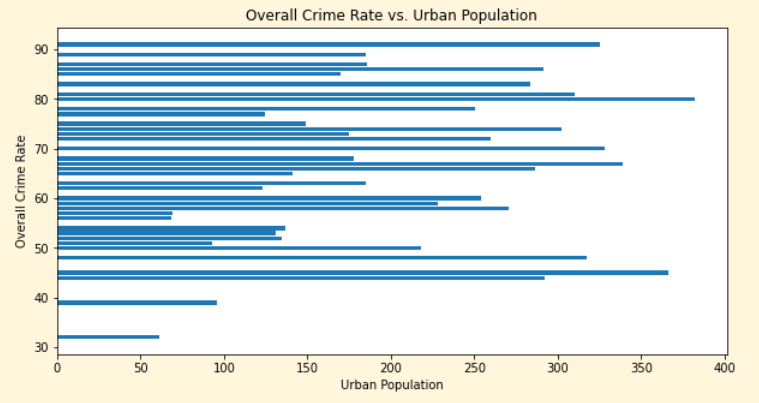 Overall Crime Rate vs. Urban Population
90
80
70
60
50
40
30
Overall Crime Rate
0 50 100 150 200 250 300 350 400
Urban Population